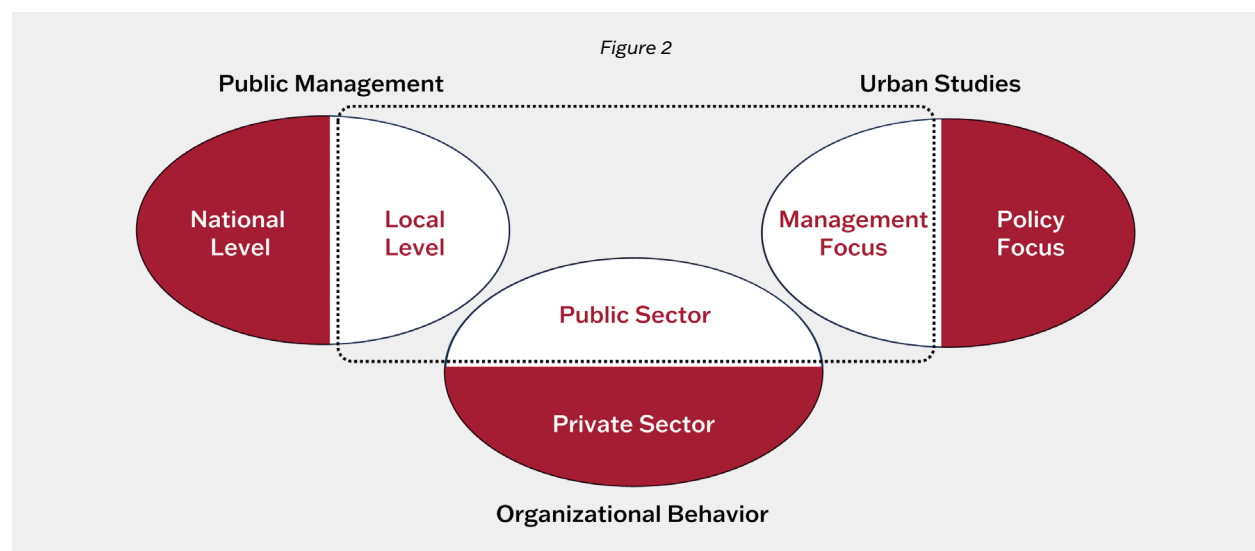 Figure 2
Public Management
Urban Studies
National
Level
Local
Level
Management
Focus
Policy
Focus
Public Sector
Private Sector
Organizational Behavior